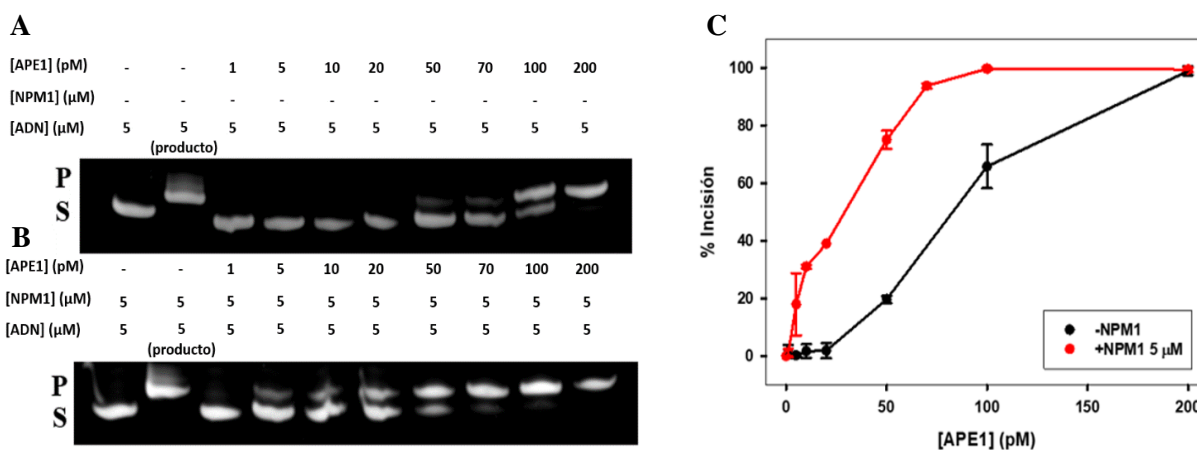 A
[APE1] (pM) - - 1 5 10 20 50 70 100 200
[NPM1] (μM) - - - - - - - - - -
[ADN] (μM) 5 5 5 5 5 5 5 5 5 5
(producto)
P
S
B
[APE1] (pM) - - 1 5 10 20 50 70 100 200
[NPM1] (μM) 5 5 5 5 5 5 5 5 5 5
[ADN] (μM) 5 5 5 5 5 5 5 5 5 5
(producto)
P
S
C
% Incisión
100
80
60
40
20
0
-NPM1
+NPM1 5 μM
0 50 100 150 200
[APE1] (pM)